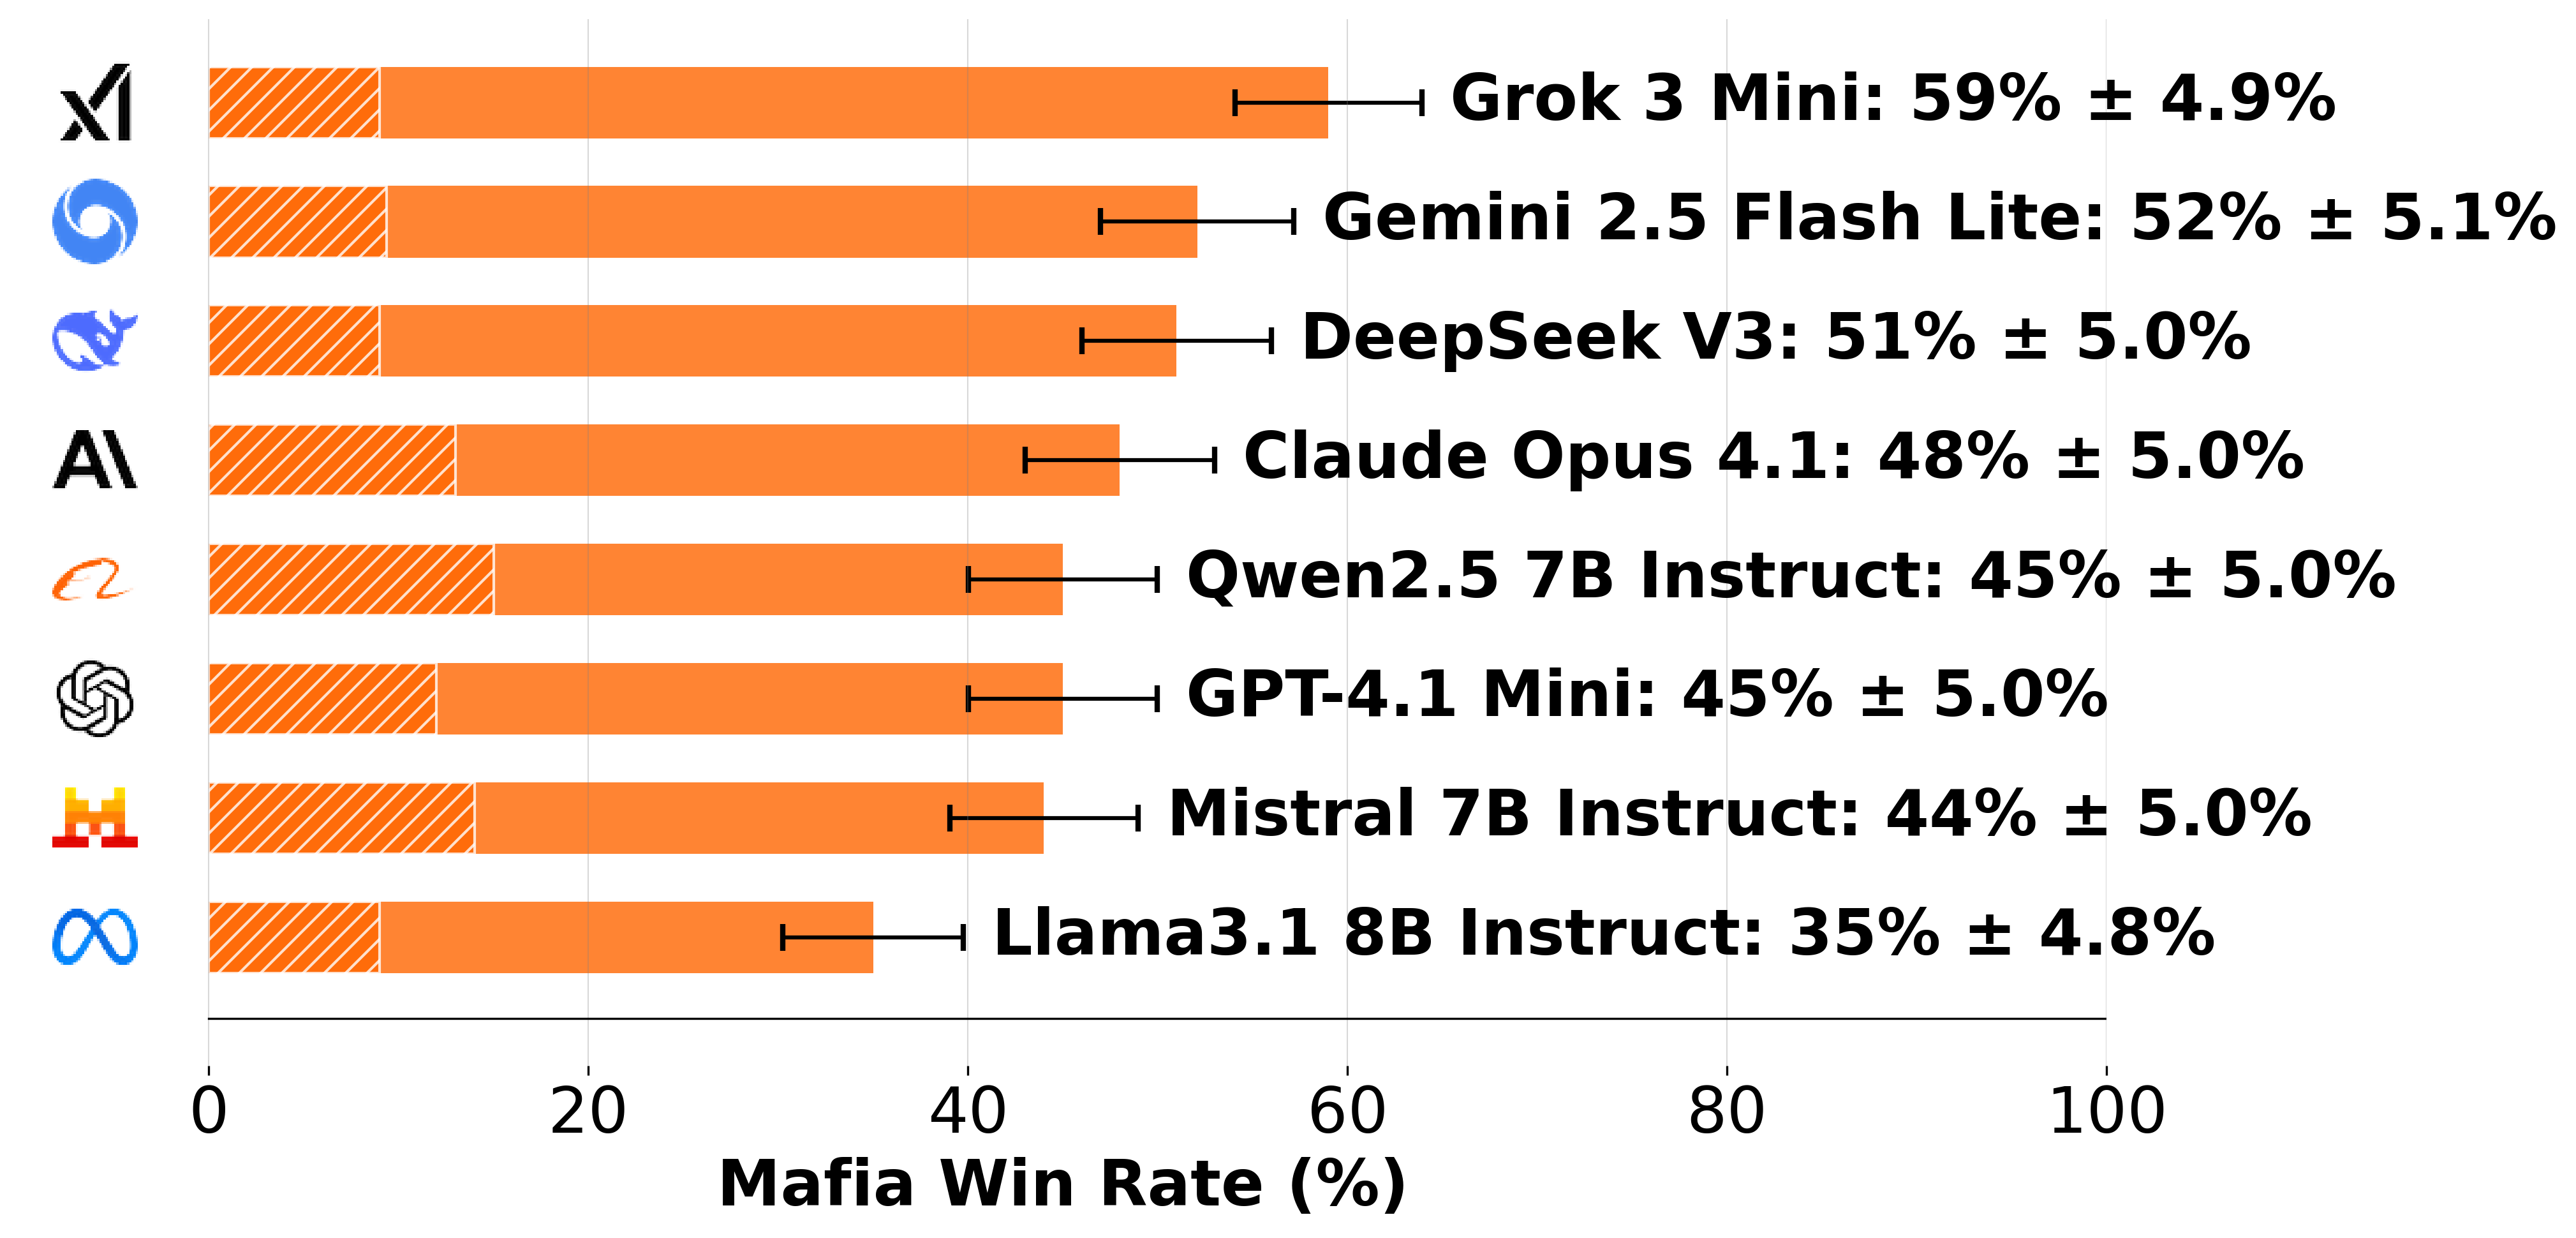 Grok 3 Mini: 59% ± 4.9%
Gemini 2.5 Flash Lite: 52% ± 5.1%
DeepSeek V3: 51% ± 5.0%
Claude Opus 4.1: 48% ± 5.0%
Qwen2.5 7B Instruct: 45% ± 5.0%
GPT-4.1 Mini: 45% ± 5.0%
Mistral 7B Instruct: 44% ± 5.0%
Llama3.1 8B Instruct: 35% ± 4.8%
0 20 40 60 80 100
Mafia Win Rate (%)